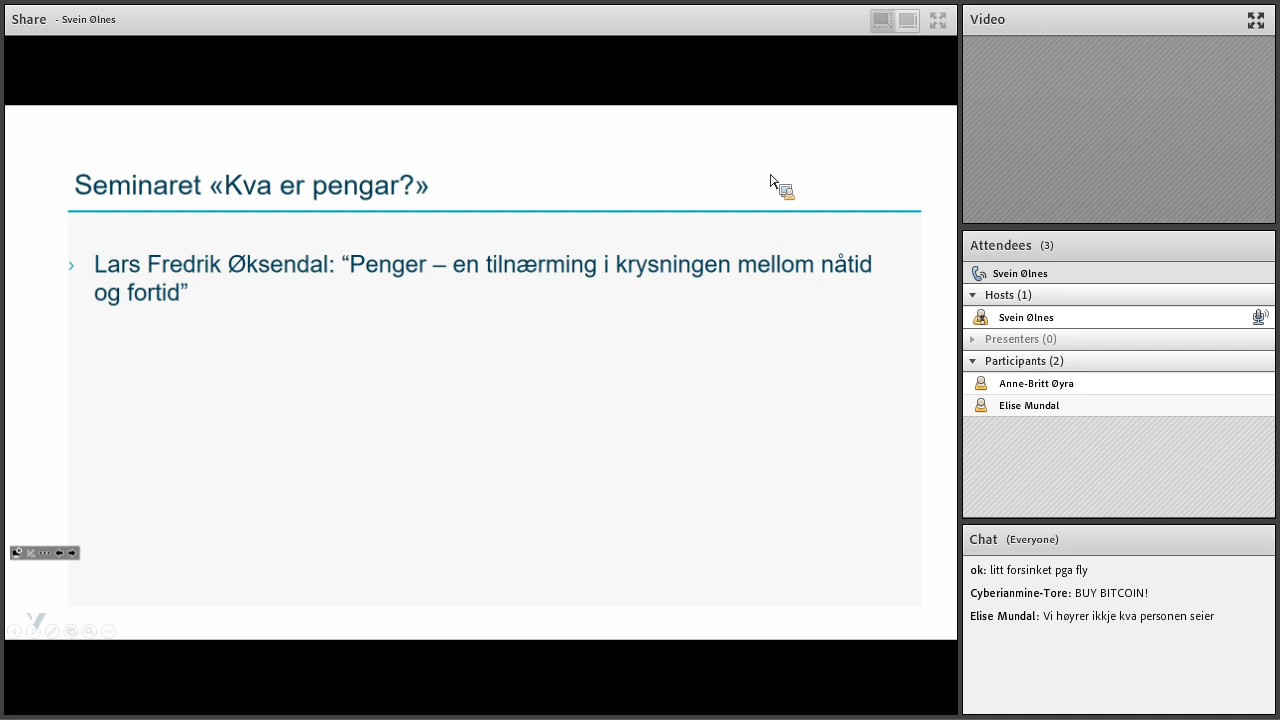 Share - Svein Ølnes
Seminaret «Kva er pengar?»
› Lars Fredrik Øksendal: “Penger – en tilnærming i krysningen mellom nåtid
og fortid”
Video
Attendees (3)
Svein Ølnes
Hosts (1)
Svein Ølnes
Presenters (0)
Participants (2)
Anne-Britt Øyra
Elise Mundal
Chat (Everyone)
ok: litt forsinket pga fly
Cyberianmine-Tore: BUY BITCOIN!
Elise Mundal: Vi høyrer ikkje kva personen seier